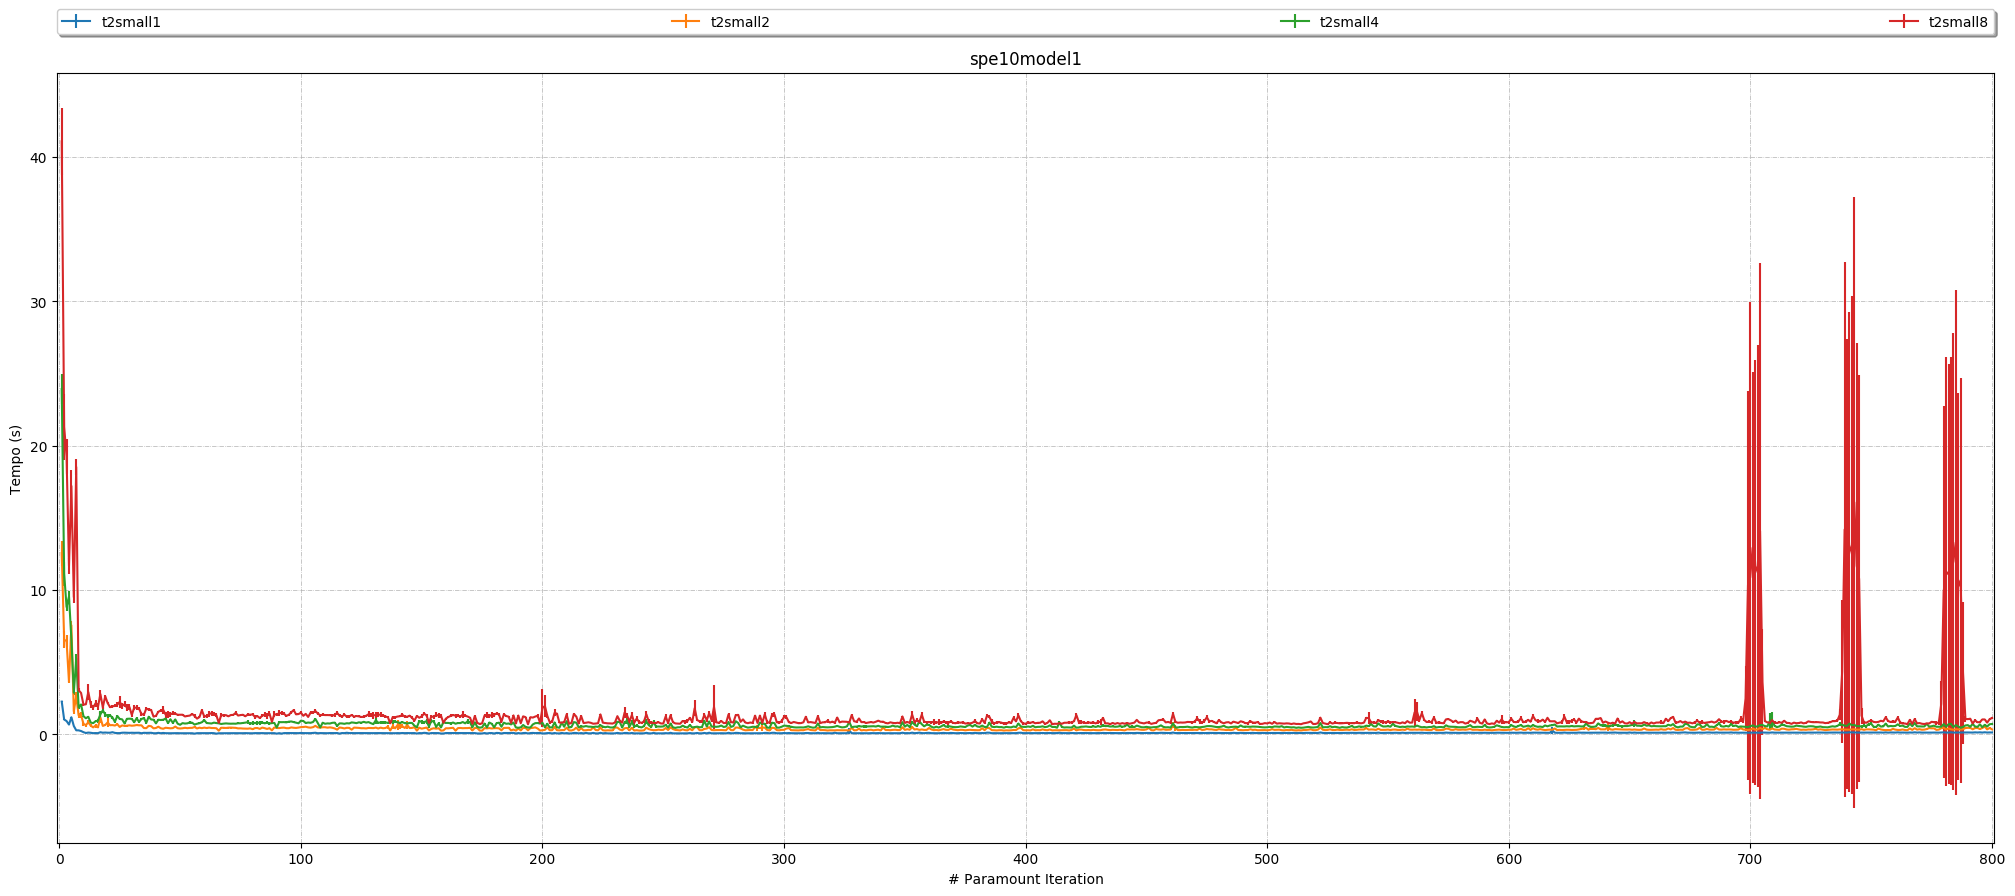 t2small1 t2small2 t2small4 t2small8
spe10model1
40
30
20
10
0
Tempo (s)
0 100 200 300 400 500 600 700 800
# Paramount Iteration